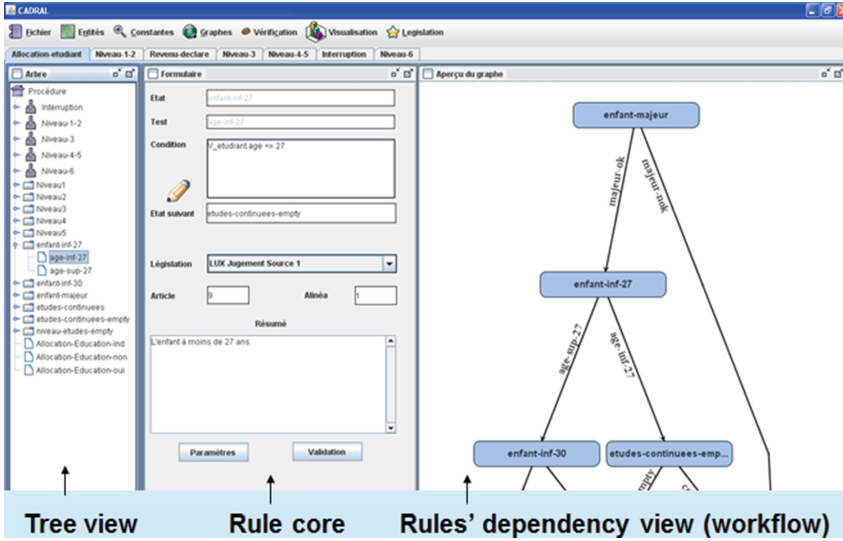 CADRAL
Fichier Entités Constantes Graphes Vérification Visualisation Legislation
Allocation-etudiant Niveau-1-2 Revenu-declare Niveau-3 Niveau-4-5 Interruption Niveau-6
Arbre
Procédure
Interruption
Niveau-1-2
Niveau-3
Niveau-4-5
Niveau-6
Niveau1
Niveau2
Niveau3
Niveau4
Niveau5
enfant-inf-27
age-inf-27
age-sup-27
enfant-inf-30
enfant-majeur
etudes-continuees
etudes-continuees-empty
niveau-etudes-empty
Allocation-Education-ind
Allocation-Education-non
Allocation-Education-oui
Formulaire
Etat enfant-inf-27
Test age-inf-27
Condition V_etudiant.age <= 27
Etat suivant etudes-continuees-empty
Législation LUX Jugement Source 1
Article 9 Alinéa 1
Résumé
L'enfant à moins de 27 ans.
Paramètres Validation
Aperçu du graphe
enfant-majeur
majeur-ok
majeur-nok
enfant-inf-27
age-sup-27
age-inf-27
enfant-inf-30
etudes-continuees-emp...
Tree view
Rule core
Rules' dependency view (workflow)